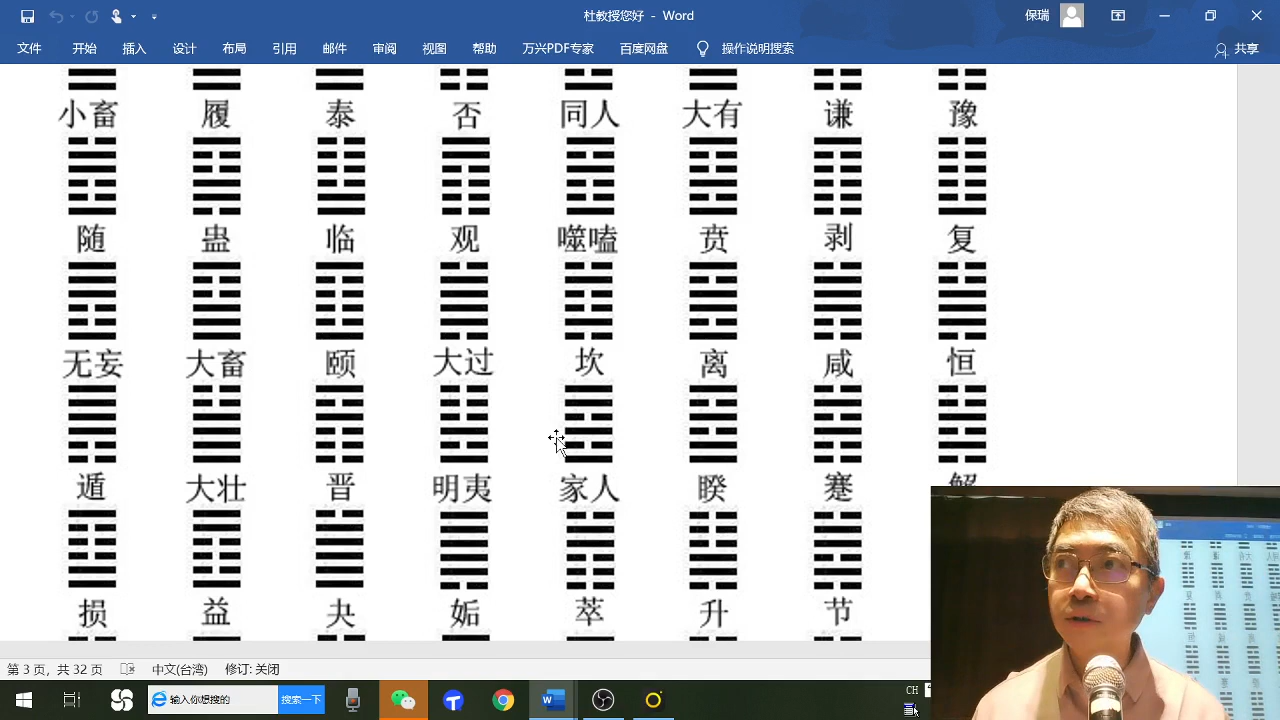 杜教授您好 - Word
保瑞
文件 开始 插入 设计 布局 引用 邮件 审阅 视图 帮助 万兴PDF专家 百度网盘 操作说明搜索 共享
小畜 履 泰 否 同人 大有 谦 豫
随 蛊 临 观 噬嗑 贲 剥 复
无妄 大畜 颐 大过 坎 离 咸 恒
遁 大壮 晋 明夷 家人 睽 蹇 解
损 益 夬 姤 萃 升 节
第 3 页，共 32 页 中文(台湾) 修订: 关闭
入你想搜的 搜索一下